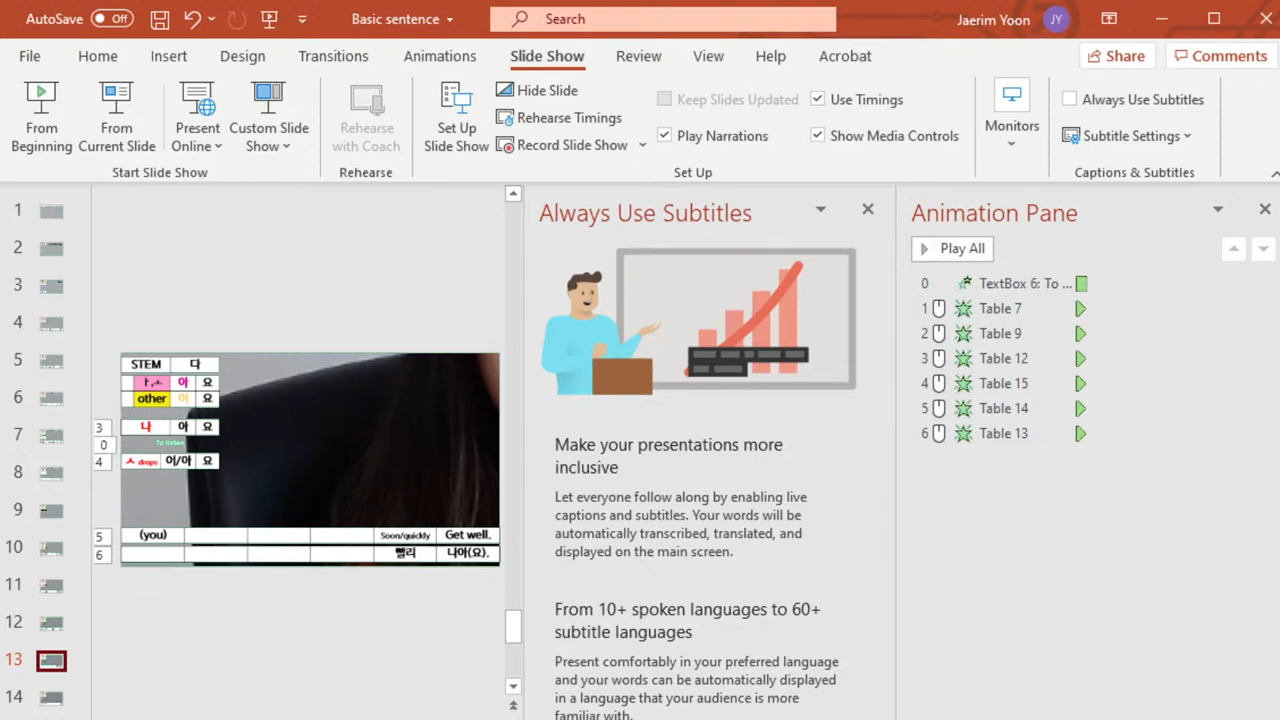 AutoSave Off Basic sentence Search Jaerim Yoon JY
File Home Insert Design Transitions Animations Slide Show Review View Help Acrobat Share Comments
From Beginning
From Current Slide
Present Online
Custom Slide Show
Start Slide Show
Rehearse with Coach
Rehearse
Set Up Slide Show
Hide Slide
Rehearse Timings
Record Slide Show
Keep Slides Updated
Play Narrations
Use Timings
Show Media Controls
Set Up
Monitors
Always Use Subtitles
Subtitle Settings
Captions & Subtitles
1
2
3
4
5
6
7
8
9
10
11
12
13
14
STEM 다
ㅏ,ㅗ 아 요
other 어 요
3 나 아 요
0 To listen
4 ㅅ drops 어/아 요
5 (you) Soon/quickly Get well.
6 빨리 나아(요).
Always Use Subtitles
Make your presentations more
inclusive
Let everyone follow along by enabling live
captions and subtitles. Your words will be
automatically transcribed, translated, and
displayed on the main screen.
From 10+ spoken languages to 60+
subtitle languages
Present comfortably in your preferred language
and your words can be automatically displayed
in a language that your audience is more
familiar with.
Animation Pane
Play All
0 TextBox 6: To ...
1 Table 7
2 Table 9
3 Table 12
4 Table 15
5 Table 14
6 Table 13